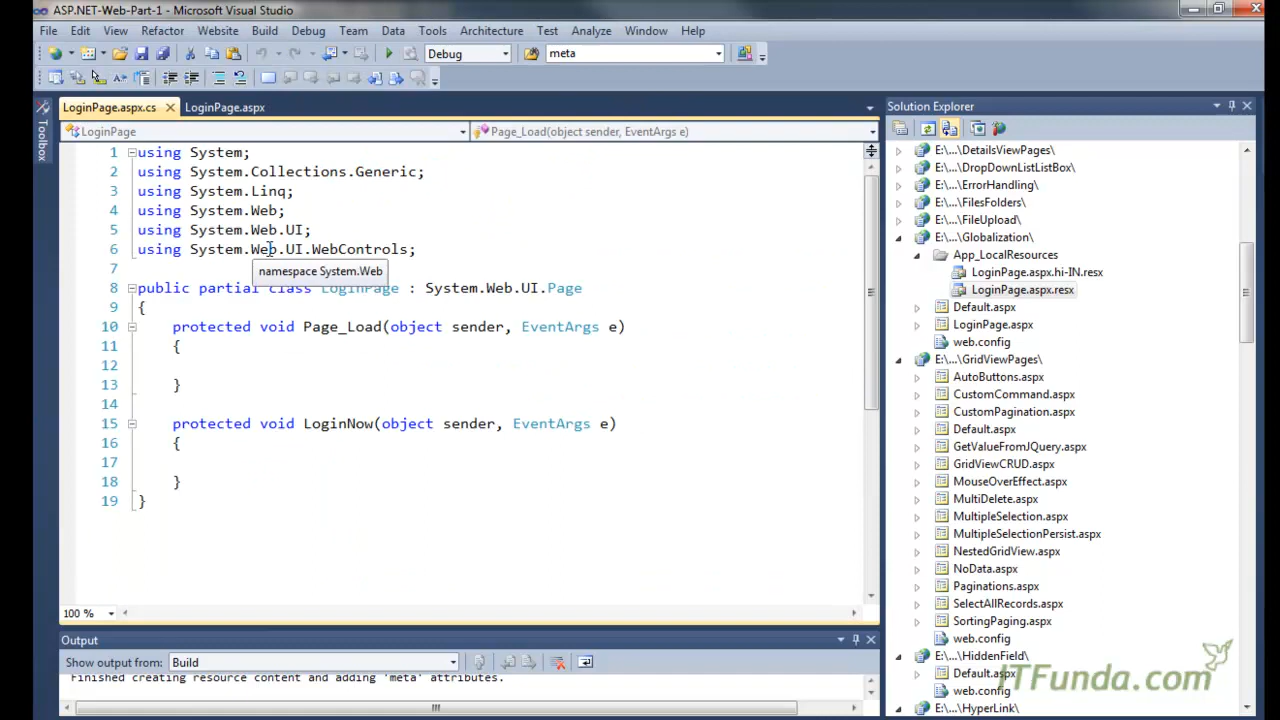 ASP.NET-Web-Part-1 - Microsoft Visual Studio
File Edit View Refactor Website Build Debug Team Data Tools Architecture Test Analyze Window Help
Debug meta
LoginPage.aspx.cs LoginPage.aspx
LoginPage Page_Load(object sender, EventArgs e)
Toolbox
1 using System;
2 using System.Collections.Generic;
3 using System.Linq;
4 using System.Web;
5 using System.Web.UI;
6 using System.Web.UI.WebControls;
7
namespace System.Web
8 public partial class LoginPage : System.Web.UI.Page
9 {
10 protected void Page_Load(object sender, EventArgs e)
11 {
12
13 }
14
15 protected void LoginNow(object sender, EventArgs e)
16 {
17
18 }
19 }
100 %
Output
Show output from: Build
Finished creating resource content and adding 'meta' attributes.
Solution Explorer
E:\...\DetailsViewPages\
E:\...\DropDownListListBox\
E:\...\ErrorHandling\
E:\...\FilesFolders\
E:\...\FileUpload\
E:\...\Globalization\
App_LocalResources
LoginPage.aspx.hi-IN.resx
LoginPage.aspx.resx
Default.aspx
LoginPage.aspx
web.config
E:\...\GridViewPages\
AutoButtons.aspx
CustomCommand.aspx
CustomPagination.aspx
Default.aspx
GetValueFromJQuery.aspx
GridViewCRUD.aspx
MouseOverEffect.aspx
MultiDelete.aspx
MultipleSelection.aspx
MultipleSelectionPersist.aspx
NestedGridView.aspx
NoData.aspx
Paginations.aspx
SelectAllRecords.aspx
SortingPaging.aspx
web.config
E:\...\HiddenField\
Default.aspx
web.config
E:\...\HyperLink\
ITFunda.com